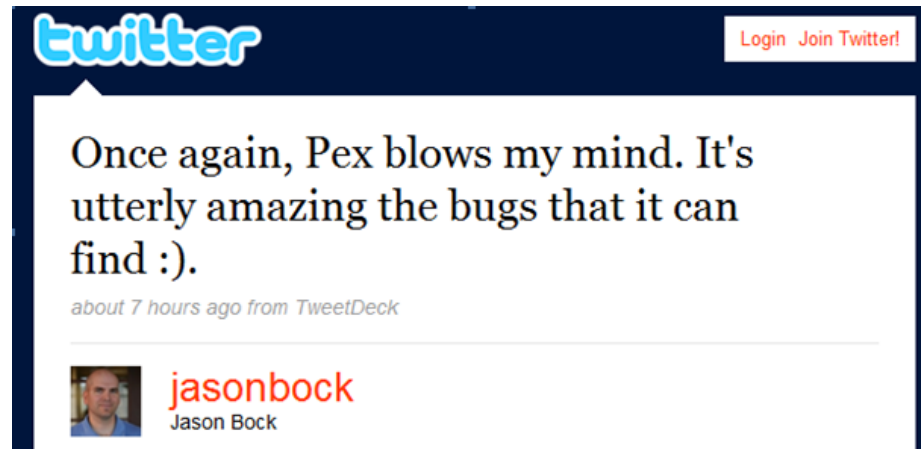 twitter
Login Join Twitter!
Once again, Pex blows my mind. It's
utterly amazing the bugs that it can
find :).
about 7 hours ago from TweetDeck
jasonbock
Jason Bock